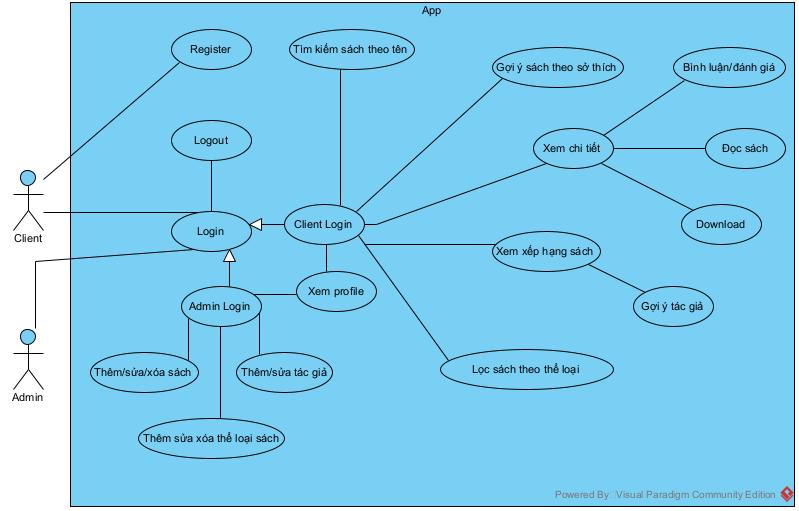 App
Register
Tìm kiếm sách theo tên
Gợi ý sách theo sở thích
Bình luận/đánh giá
Logout
Xem chi tiết
Đọc sách
Client
Login
Client Login
Download
Xem xếp hạng sách
Xem profile
Admin Login
Gợi ý tác giả
Admin
Thêm/sửa/xóa sách
Thêm/sửa tác giả
Lọc sách theo thể loại
Thêm sửa xóa thể loại sách
Powered By: Visual Paradigm Community Edition